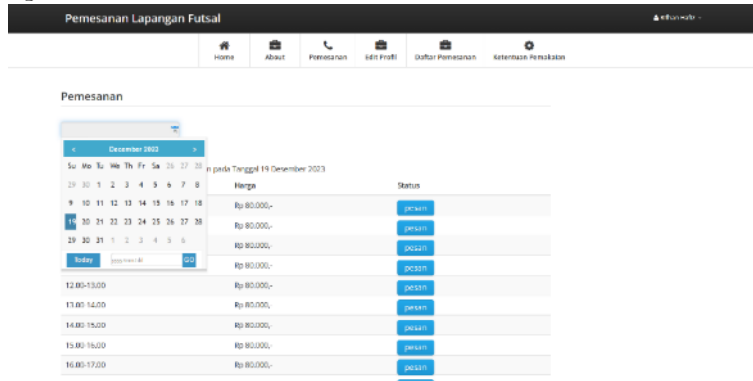 Pemesanan Lapangan Futsal
Home About Pemesanan Edit Profil Daftar Pemesanan Ketentuan Pemakaian
Pemesanan
< December 2023 >
Su Mo Tu We Th Fr Sa 26 27 28
29 30 1 2 3 4 5 6 7 8
9 10 11 12 13 14 15 16 17 18
19 20 21 22 23 24 25 26 27 28
29 30 31 1 2 3 4 5 6
Today GO
n pada Tanggal 19 Desember 2023
Harga Status
Rp 80.000,- pesan
Rp 80.000,- pesan
Rp 80.000,- pesan
Rp 80.000,- pesan
12.00-13.00 Rp 80.000,- pesan
13.00-14.00 Rp 80.000,- pesan
14.00-15.00 Rp 80.000,- pesan
15.00-16.00 Rp 80.000,- pesan
16.00-17.00 Rp 80.000,- pesan